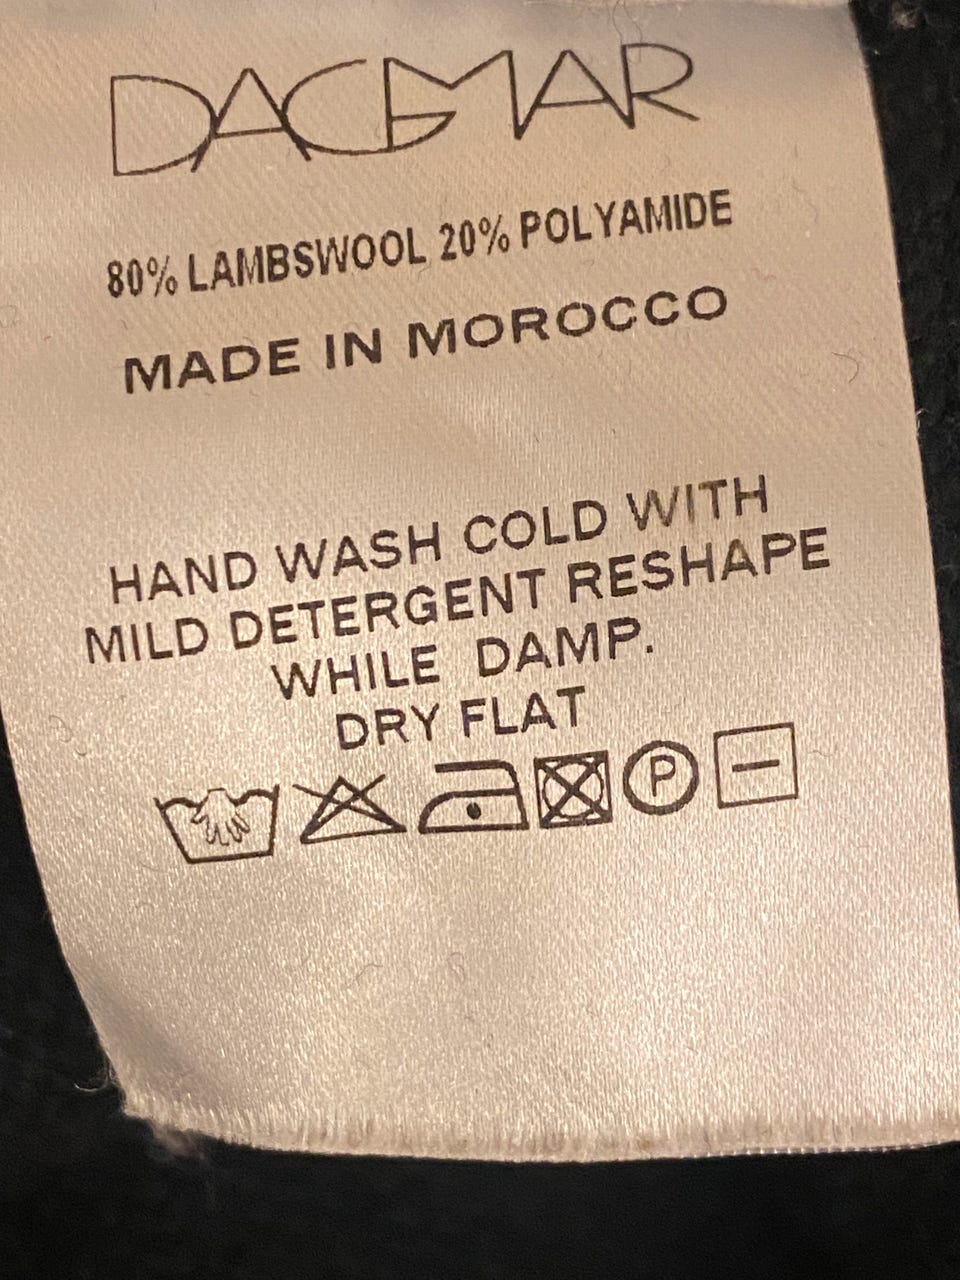 DAGMAR
80% LAMBSWOOL 20% POLYAMIDE
MADE IN MOROCCO
HAND WASH COLD WITH
MILD DETERGENT RESHAPE
WHILE DAMP.
DRY FLAT
P